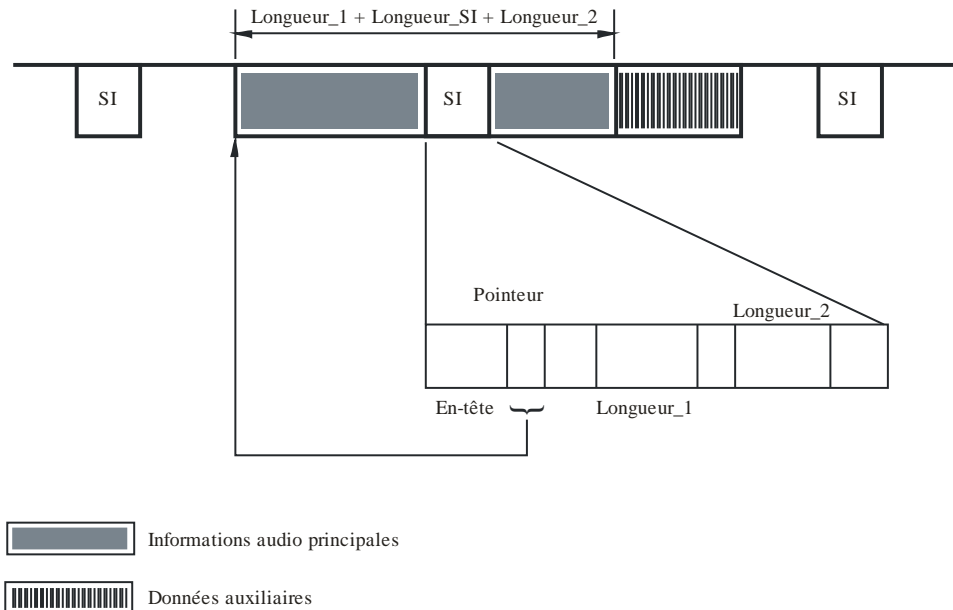 Longueur_1 + Longueur_SI + Longueur_2
SI
SI
SI
Pointeur
Longueur_2
En-tête
Longueur_1
Informations audio principales
Données auxiliaires